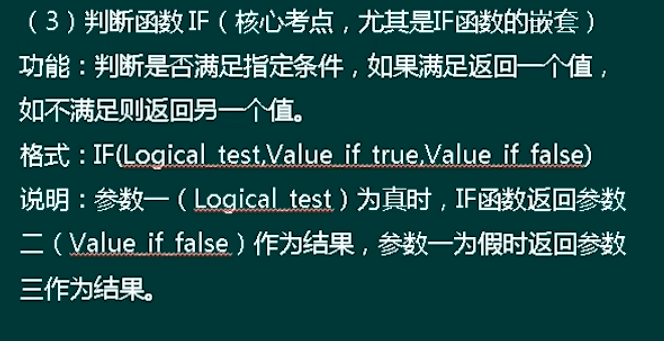 （3）判断函数 IF（核心考点，尤其是IF函数的嵌套）
功能：判断是否满足指定条件，如果满足返回一个值，
如不满足则返回另一个值。
格式：IF(Logical_test,Value_if_true,Value_if_false)
说明：参数一（Logical_test）为真时，IF函数返回参数
二（Value_if_false）作为结果，参数一为假时返回参数
三作为结果。